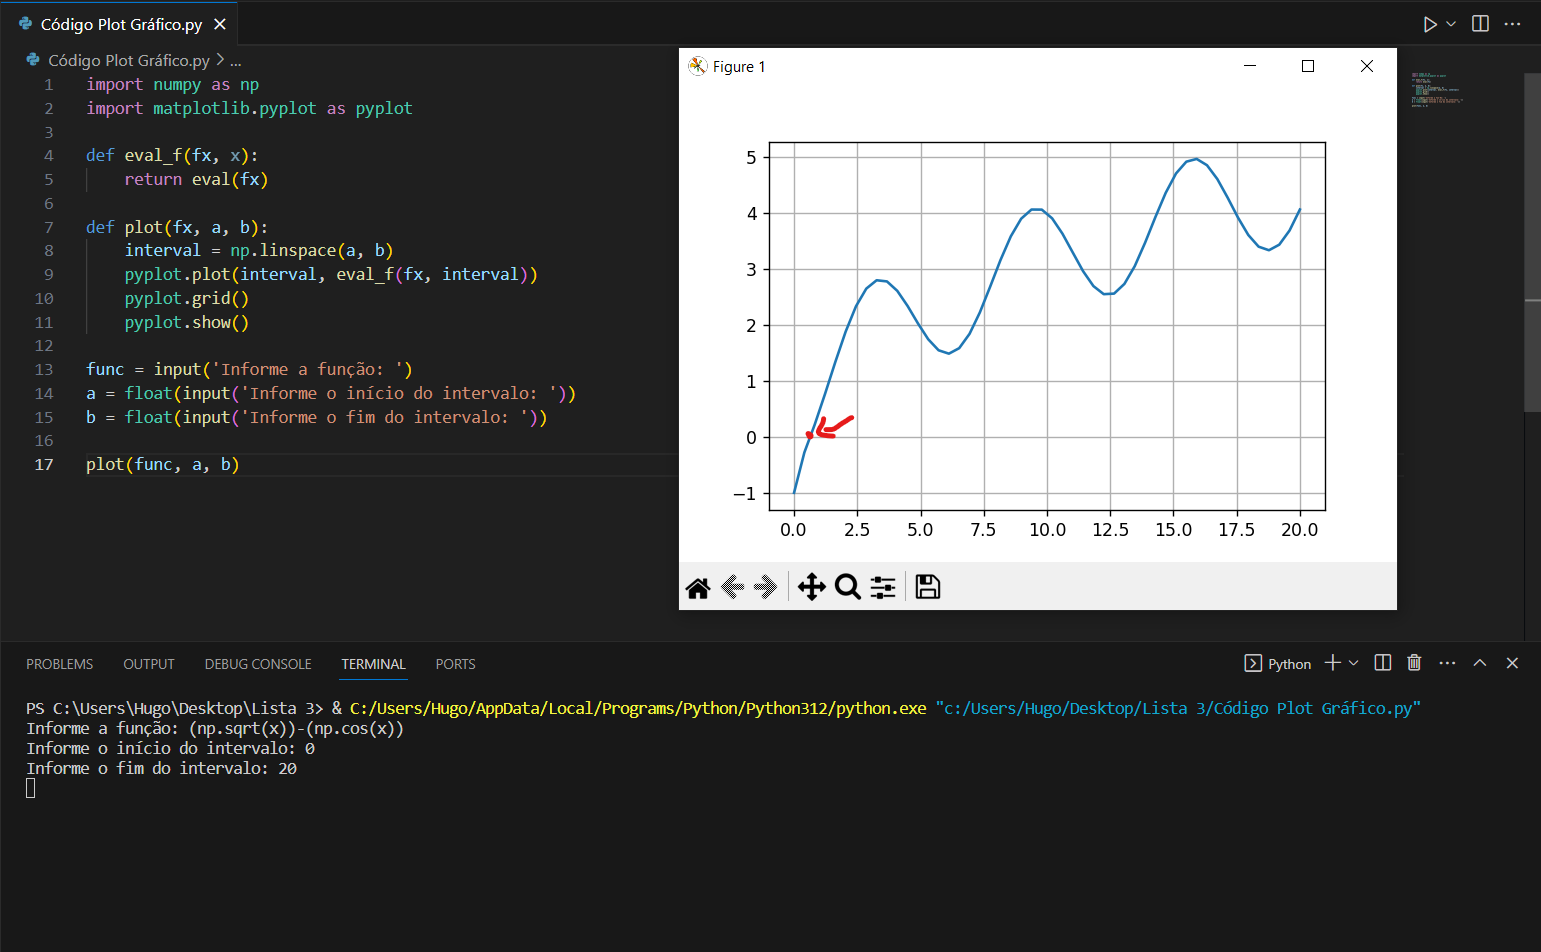 Código Plot Gráfico.py
Código Plot Gráfico.py > ...
1 import numpy as np
2 import matplotlib.pyplot as pyplot
3
4 def eval_f(fx, x):
5     return eval(fx)
6
7 def plot(fx, a, b):
8     interval = np.linspace(a, b)
9     pyplot.plot(interval, eval_f(fx, interval))
10     pyplot.grid()
11     pyplot.show()
12
13 func = input('Informe a função: ')
14 a = float(input('Informe o início do intervalo: '))
15 b = float(input('Informe o fim do intervalo: '))
16
17 plot(func, a, b)
Figure 1
5
4
3
2
1
0
−1
0.0 2.5 5.0 7.5 10.0 12.5 15.0 17.5 20.0
PROBLEMS OUTPUT DEBUG CONSOLE TERMINAL PORTS Python
PS C:\Users\Hugo\Desktop\Lista 3> & C:/Users/Hugo/AppData/Local/Programs/Python/Python312/python.exe "c:/Users/Hugo/Desktop/Lista 3/Código Plot Gráfico.py"
Informe a função: (np.sqrt(x))-(np.cos(x))
Informe o início do intervalo: 0
Informe o fim do intervalo: 20